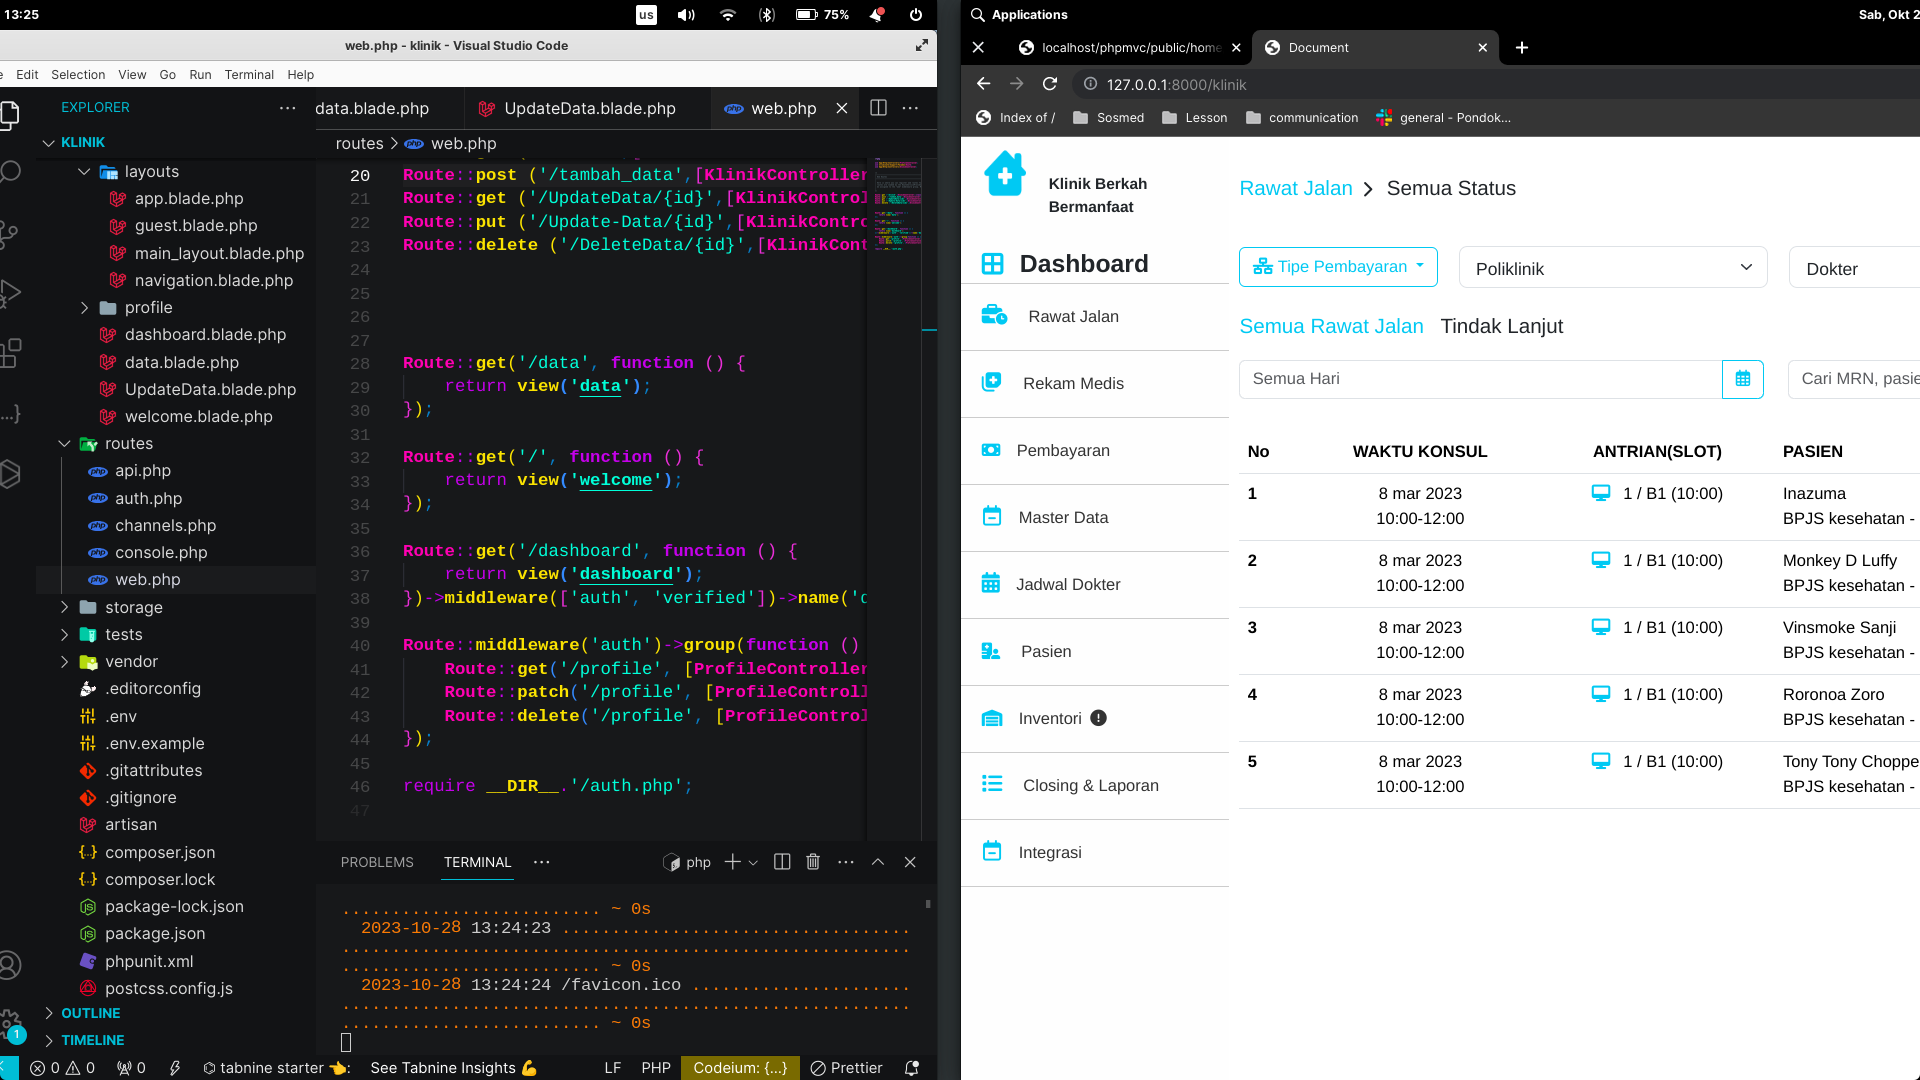 13:25
us
75%
web.php - klinik - Visual Studio Code
Edit Selection View Go Run Terminal Help
EXPLORER
KLINIK
layouts
app.blade.php
guest.blade.php
main_layout.blade.php
navigation.blade.php
profile
dashboard.blade.php
data.blade.php
UpdateData.blade.php
welcome.blade.php
routes
api.php
auth.php
channels.php
console.php
web.php
storage
tests
vendor
.editorconfig
.env
.env.example
.gitattributes
.gitignore
artisan
composer.json
composer.lock
package-lock.json
package.json
phpunit.xml
postcss.config.js
OUTLINE
TIMELINE
data.blade.php UpdateData.blade.php web.php
routes > web.php
20 Route::post ('/tambah_data',[KlinikController
21 Route::get ('/UpdateData/{id}',[KlinikControl
22 Route::put ('/Update-Data/{id}',[KlinikContro
23 Route::delete ('/DeleteData/{id}',[KlinikCont
24
25
26
27
28 Route::get('/data', function () {
29 return view('data');
30 });
31
32 Route::get('/', function () {
33 return view('welcome');
34 });
35
36 Route::get('/dashboard', function () {
37 return view('dashboard');
38 })->middleware(['auth', 'verified'])->name('d
39
40 Route::middleware('auth')->group(function ()
41 Route::get('/profile', [ProfileController
42 Route::patch('/profile', [ProfileControll
43 Route::delete('/profile', [ProfileControl
44 });
45
46 require __DIR__.'/auth.php';
47
PROBLEMS TERMINAL ... php
.......................... ~ 0s
2023-10-28 13:24:23 ...................................
.........................................................
.......................... ~ 0s
2023-10-28 13:24:24 /favicon.ico ......................
.........................................................
.......................... ~ 0s
1
0 0 0 tabnine starter 👈: See Tabnine Insights 💪 LF PHP Codeium: {...} Prettier
Applications
Sab, Okt 2
localhost/phpmvc/public/home
Document
127.0.0.1:8000/klinik
Index of / Sosmed Lesson communication general - Pondok...
Klinik Berkah
Bermanfaat
Dashboard
Rawat Jalan
Rekam Medis
Pembayaran
Master Data
Jadwal Dokter
Pasien
Inventori
Closing & Laporan
Integrasi
Rawat Jalan > Semua Status
Tipe Pembayaran Poliklinik Dokter
Semua Rawat Jalan Tindak Lanjut
Semua Hari Cari MRN, pasie
No WAKTU KONSUL ANTRIAN(SLOT) PASIEN
1 8 mar 2023 1 / B1 (10:00) Inazuma
10:00-12:00 BPJS kesehatan -
2 8 mar 2023 1 / B1 (10:00) Monkey D Luffy
10:00-12:00 BPJS kesehatan -
3 8 mar 2023 1 / B1 (10:00) Vinsmoke Sanji
10:00-12:00 BPJS kesehatan -
4 8 mar 2023 1 / B1 (10:00) Roronoa Zoro
10:00-12:00 BPJS kesehatan -
5 8 mar 2023 1 / B1 (10:00) Tony Tony Choppe
10:00-12:00 BPJS kesehatan -